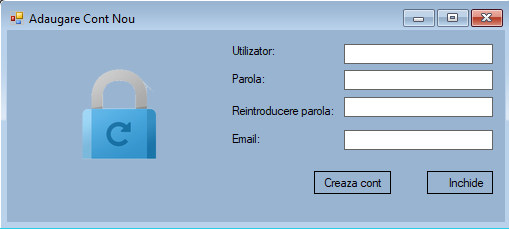 Adaugare Cont Nou
Utilizator:
Parola:
Reintroducere parola:
Email:
Creaza cont
Inchide